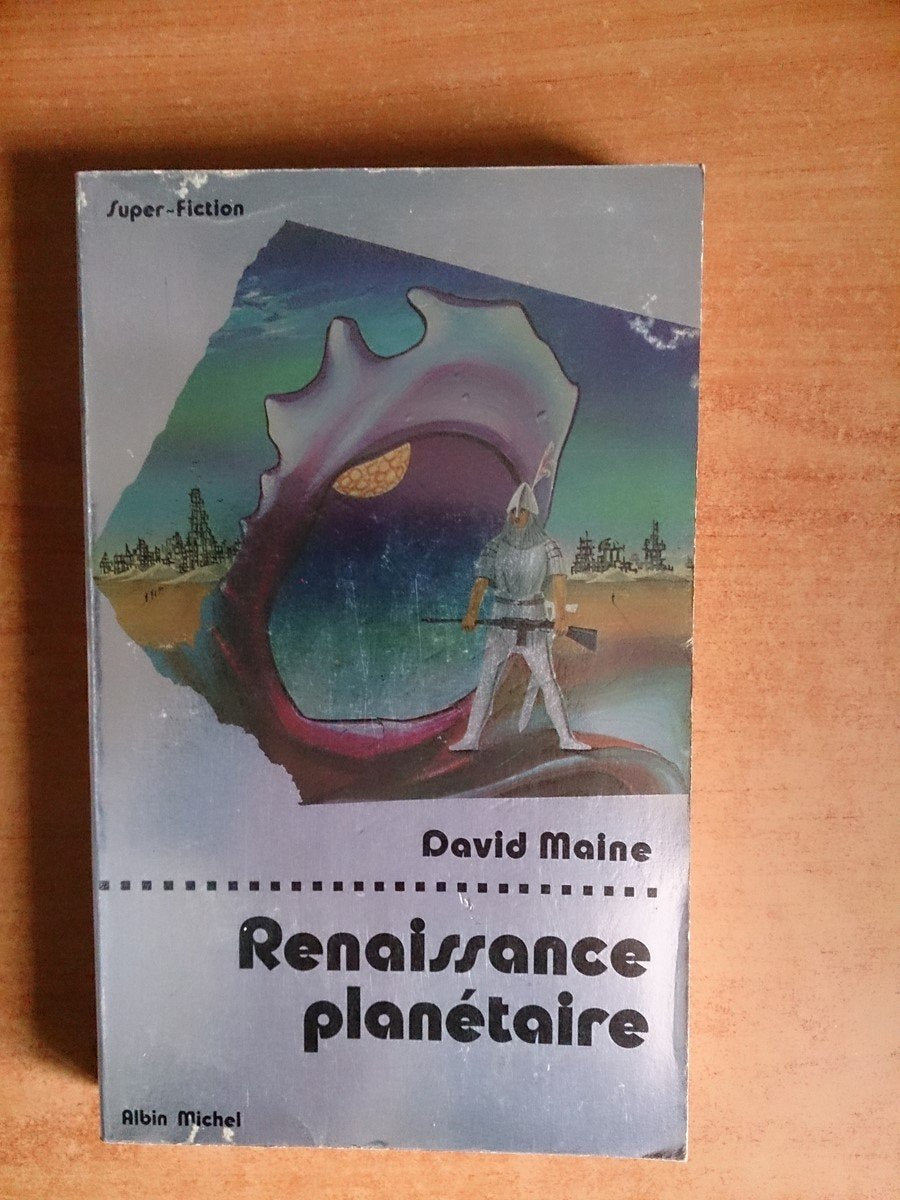 Super-Fiction
David Maine
Renaissance
planétaire
Albin Michel